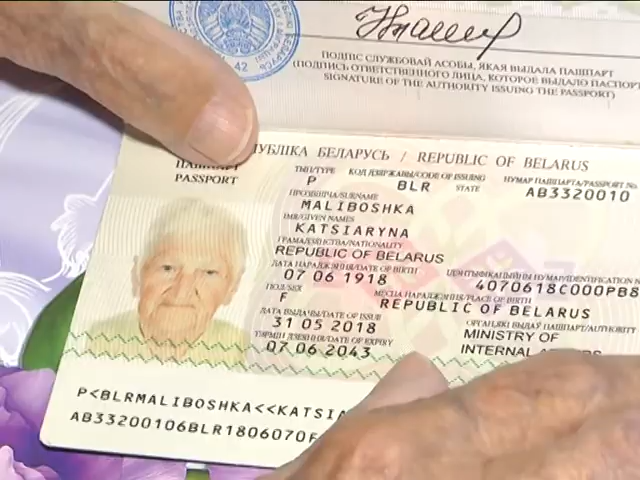 42
ПОДПІС СЛУЖБОВАЙ АСОБЫ, ЯКАЯ ВЫДАЛА ПАШПАРТ
(ПОДПИСЬ ОТВЕТСТВЕННОГО ЛИЦА, КОТОРОЕ ВЫДАЛО ПАСПОРТ
SIGNATURE OF THE AUTHORITY ISSUING THE PASSPORT)
УБЛІКА БЕЛАРУСЬ / REPUBLIC OF BELARUS
PASSPORT
ТЫП/TYPE КОД ДЗЯРЖАВЫ/CODE OF ISSUING STATE НУМАР ПАШПАРТА/PASSPORT No
P BLR AB3320010
ПРОЗВІШЧА/SURNAME
MALIBOSHKA
ІМЯ/GIVEN NAMES
KATSIARYNA
ГРАМАДЗЯНСТВА/NATIONALITY
REPUBLIC OF BELARUS
ДАТА НАРАДЖЭННЯ/DATE OF BIRTH ІДЭНТЫФІКАЦЫЙНЫ НУМАР/IDENTIFICATION N
07 06 1918 4070618C000PB8
ПОЛ/SEX МЕСЦА НАРАДЖЭННЯ/PLACE OF BIRTH
F REPUBLIC OF BELARUS
ДАТА ВЫДАЧЫ/DATE OF ISSUE ОРГАН, ЯКІ ВЫДАЎ ПАШПАРТ/AUTHORITY
31 05 2018 MINISTRY OF
ТЭРМІН ДЗЕЯННЯ/DATE OF EXPIRY INTERNAL
07 06 2043
P<BLRMALIBOSHKA<<KATSIA
AB33200106BLR1806070F